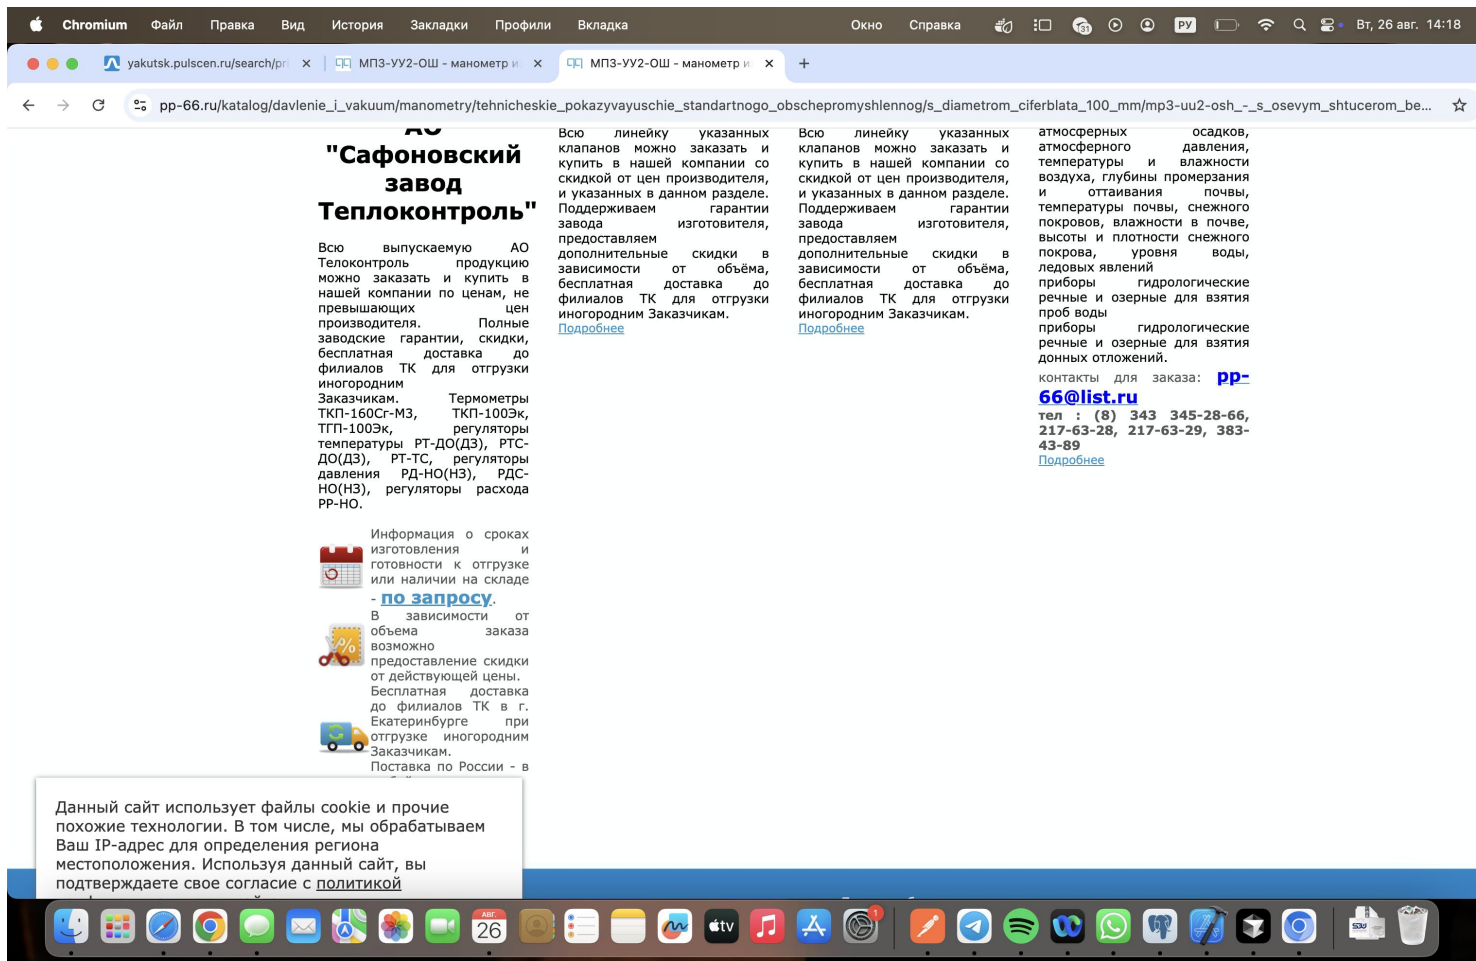 Chromium Файл Правка Вид История Закладки Профили Вкладка Окно Справка 31 РУ Вт, 26 авг. 14:18
yakutsk.pulscen.ru/search/pri МПЗ-УУ2-ОШ - манометр и МПЗ-УУ2-ОШ - манометр и
pp-66.ru/katalog/davlenie_i_vakuum/manometry/tehnicheskie_pokazyvayuschie_standartnogo_obschepromyshlennog/s_diametrom_ciferblata_100_mm/mp3-uu2-osh_-_s_osevym_shtucerom_be...
АО
"Сафоновский
завод
Теплоконтроль"
Всю выпускаемую АО
Телоконтроль продукцию
можно заказать и купить в
нашей компании по ценам, не
превышающих цен
производителя. Полные
заводские гарантии, скидки,
бесплатная доставка до
филиалов ТК для отгрузки
иногородним
Заказчикам. Термометры
ТКП-160Сг-М3, ТКП-100Эк,
ТГП-100Эк, регуляторы
температуры РТ-ДО(ДЗ), РТС-
ДО(ДЗ), РТ-ТС, регуляторы
давления РД-НО(НЗ), РДС-
НО(НЗ), регуляторы расхода
РР-НО.
Информация о сроках
изготовления и
готовности к отгрузке
или наличии на складе
- по запросу.
В зависимости от
объема заказа
возможно
предоставление скидки
от действующей цены.
Бесплатная доставка
до филиалов ТК в г.
Екатеринбурге при
отгрузке иногородним
Заказчикам.
Поставка по России - в
Всю линейку указанных
клапанов можно заказать и
купить в нашей компании со
скидкой от цен производителя,
и указанных в данном разделе.
Поддерживаем гарантии
завода изготовителя,
предоставляем
дополнительные скидки в
зависимости от объёма,
бесплатная доставка до
филиалов ТК для отгрузки
иногородним Заказчикам.
Подробнее
Всю линейку указанных
клапанов можно заказать и
купить в нашей компании со
скидкой от цен производителя,
и указанных в данном разделе.
Поддерживаем гарантии
завода изготовителя,
предоставляем
дополнительные скидки в
зависимости от объёма,
бесплатная доставка до
филиалов ТК для отгрузки
иногородним Заказчикам.
Подробнее
атмосферных осадков,
атмосферного давления,
температуры и влажности
воздуха, глубины промерзания
и оттаивания почвы,
температуры почвы, снежного
покровов, влажности в почве,
высоты и плотности снежного
покрова, уровня воды,
ледовых явлений
приборы гидрологические
речные и озерные для взятия
проб воды
приборы гидрологические
речные и озерные для взятия
донных отложений.
контакты для заказа: pp-
66@list.ru
тел : (8) 343 345-28-66,
217-63-28, 217-63-29, 383-
43-89
Подробнее
Данный сайт использует файлы cookie и прочие
похожие технологии. В том числе, мы обрабатываем
Ваш IP-адрес для определения региона
местоположения. Используя данный сайт, вы
подтверждаете свое согласие с политикой
АВГ.
26
tv
1